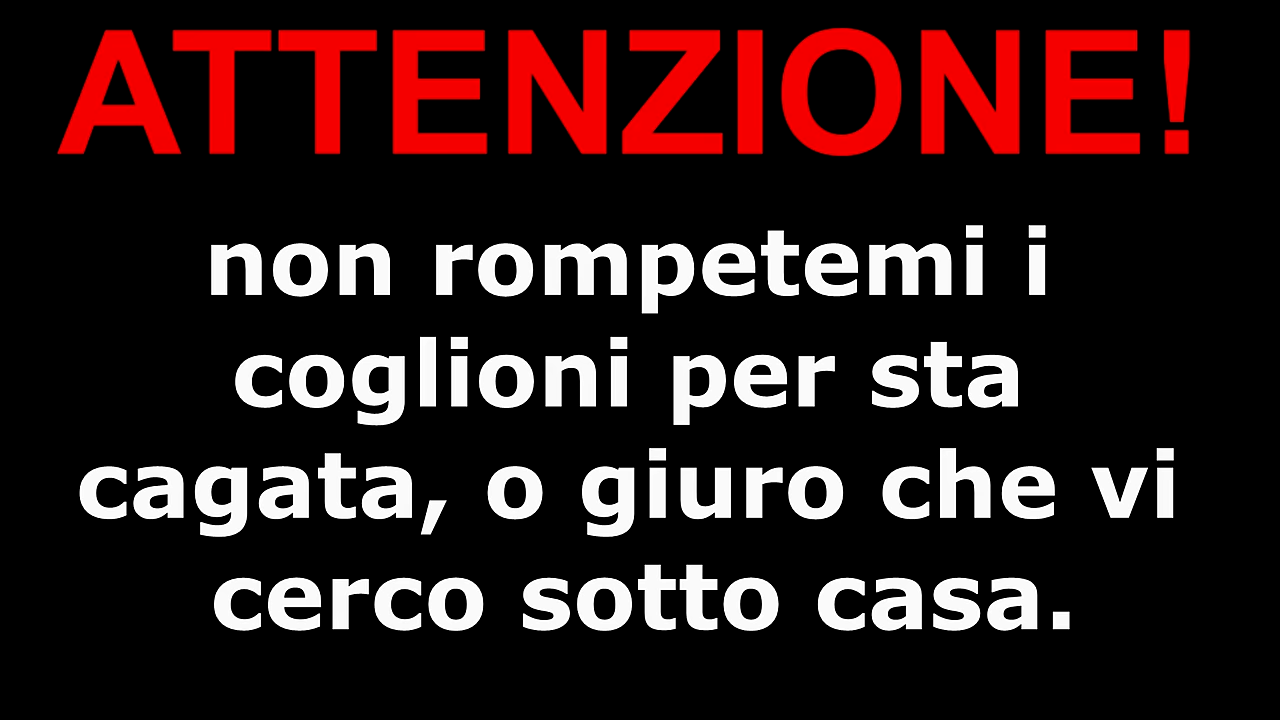 ATTENZIONE!
non rompetemi i
coglioni per sta
cagata, o giuro che vi
cerco sotto casa.